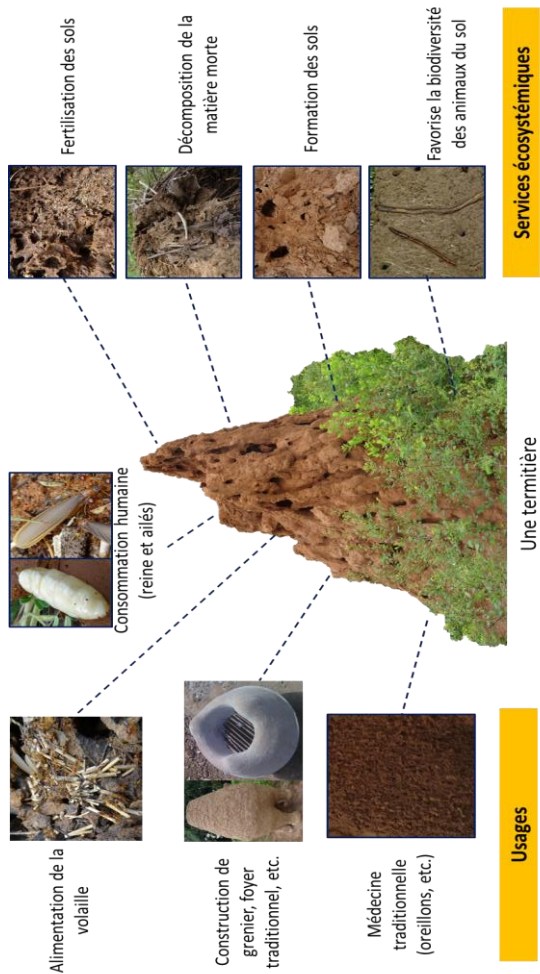 Alimentation de la
volaille
Construction de
grenier, foyer
traditionnel, etc.
Médecine
traditionnelle
(oreillons, etc.)
Usages
Consommation humaine
(reine et ailés)
Une termitière
Fertilisation des sols
Décomposition de la
matière morte
Formation des sols
Favorise la biodiversité
des animaux du sol
Services écosystémiques